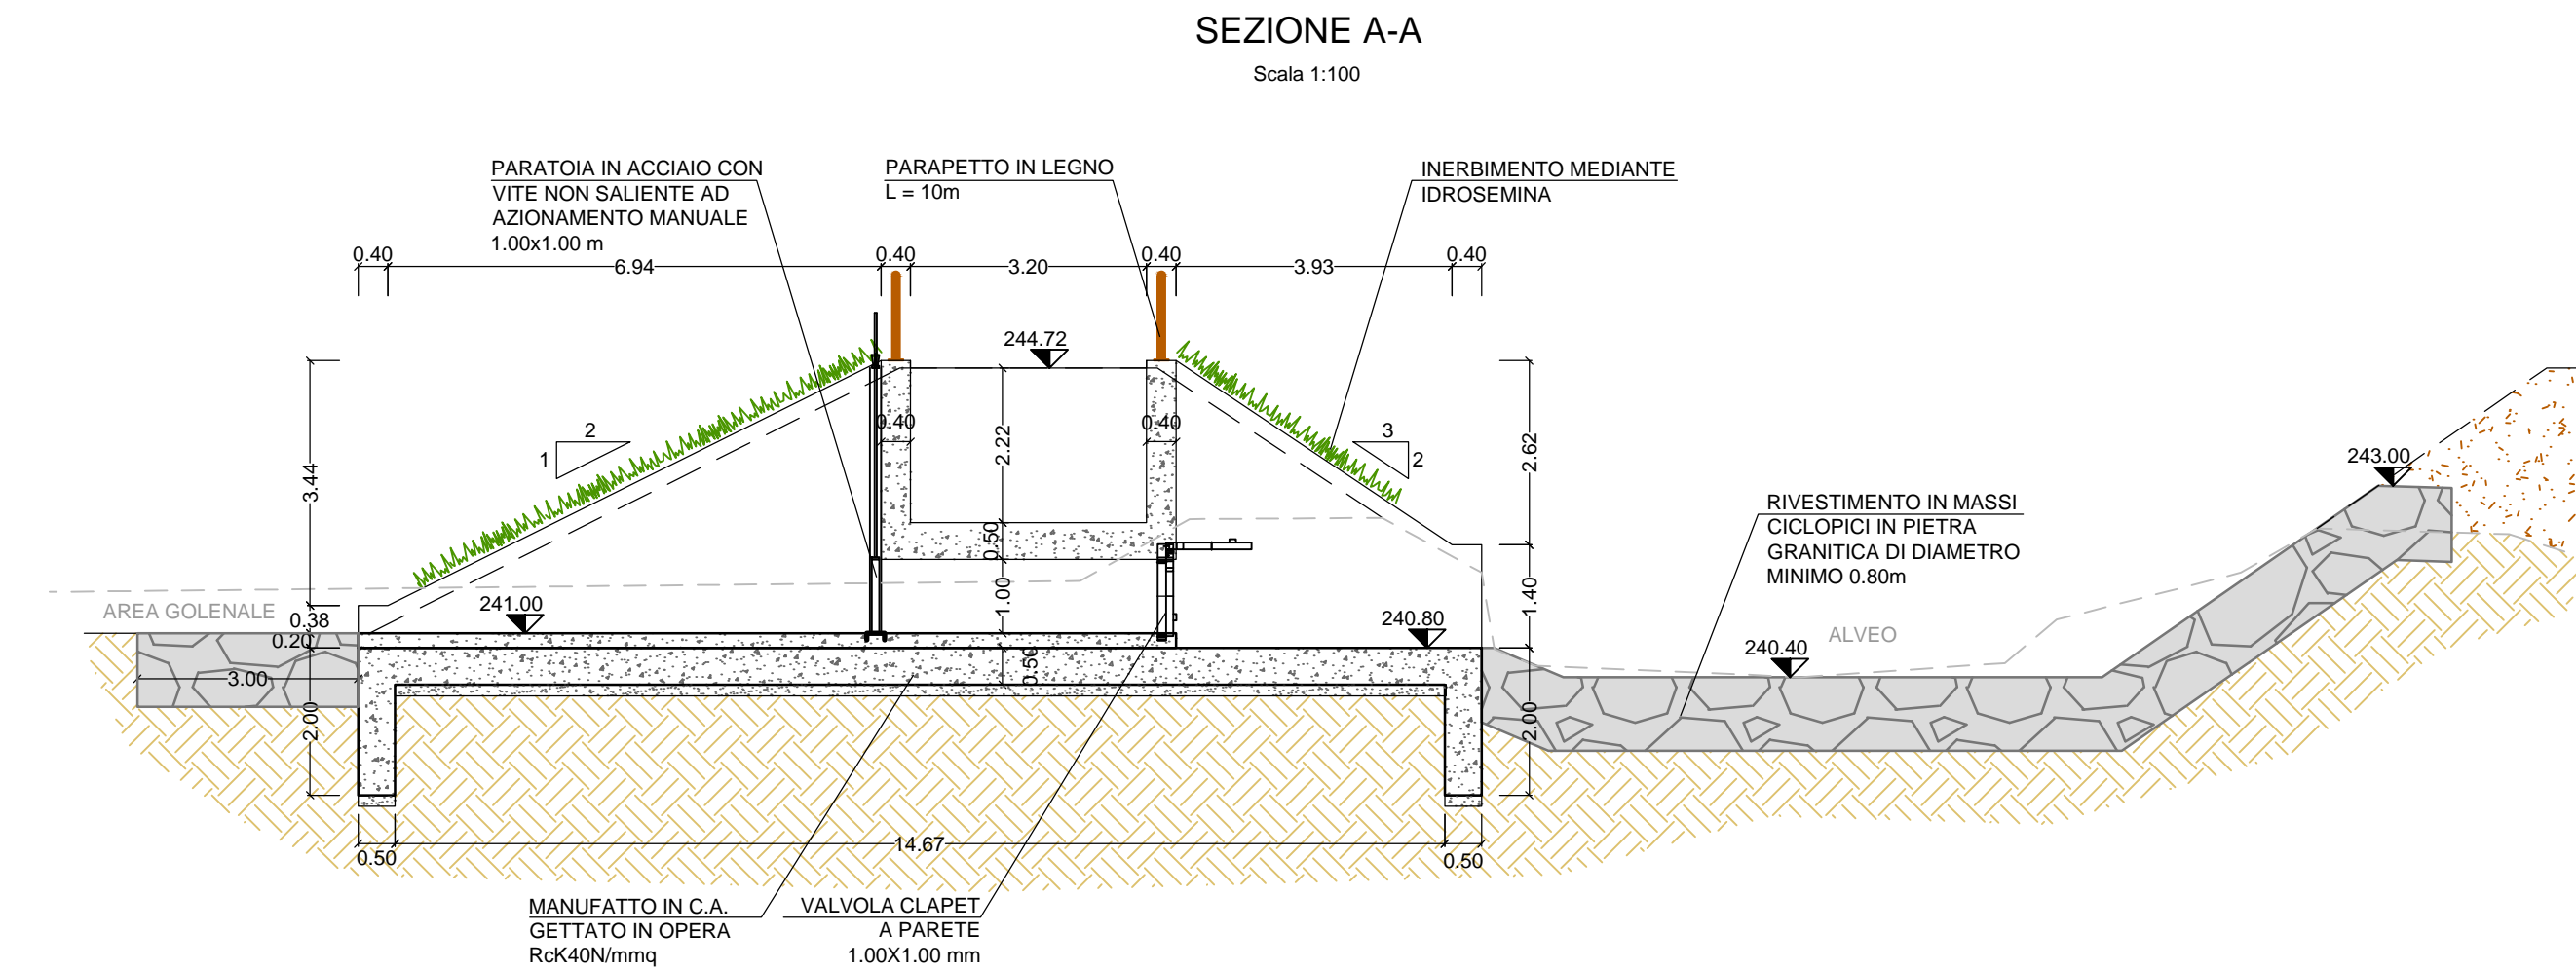 SEZIONE A-A
Scala 1:100
PARATOIA IN ACCIAIO CON
VITE NON SALIENTE AD
AZIONAMENTO MANUALE
1.00x1.00 m
PARAPETTO IN LEGNO
L = 10m
INERBIMENTO MEDIANTE
IDROSEMINA
0.40
6.94
0.40
3.20
0.40
3.93
0.40
244.72
0.40
0.40
2
1
3
2
3.44
2.22
2.62
243.00
RIVESTIMENTO IN MASSI
CICLOPICI IN PIETRA
GRANITICA DI DIAMETRO
MINIMO 0.80m
0.50
1.00
1.40
AREA GOLENALE
241.00
0.38
0.20
240.80
240.40
ALVEO
3.00
0.50
2.00
2.00
0.50
14.67
0.50
MANUFATTO IN C.A.
GETTATO IN OPERA
RcK40N/mmq
VALVOLA CLAPET
A PARETE
1.00X1.00 mm